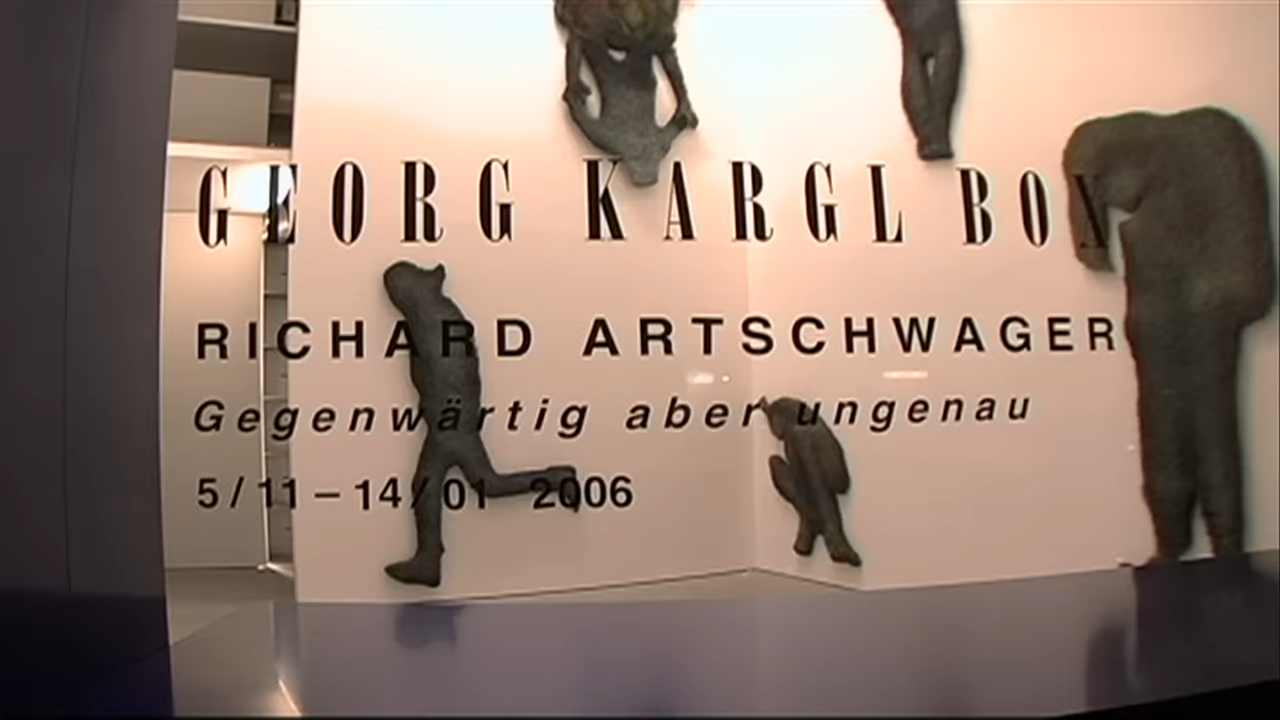 GEORG KARGL BOX
RICHARD ARTSCHWAGER
Gegenwärtig aber ungenau
5/11 – 14/01 2006